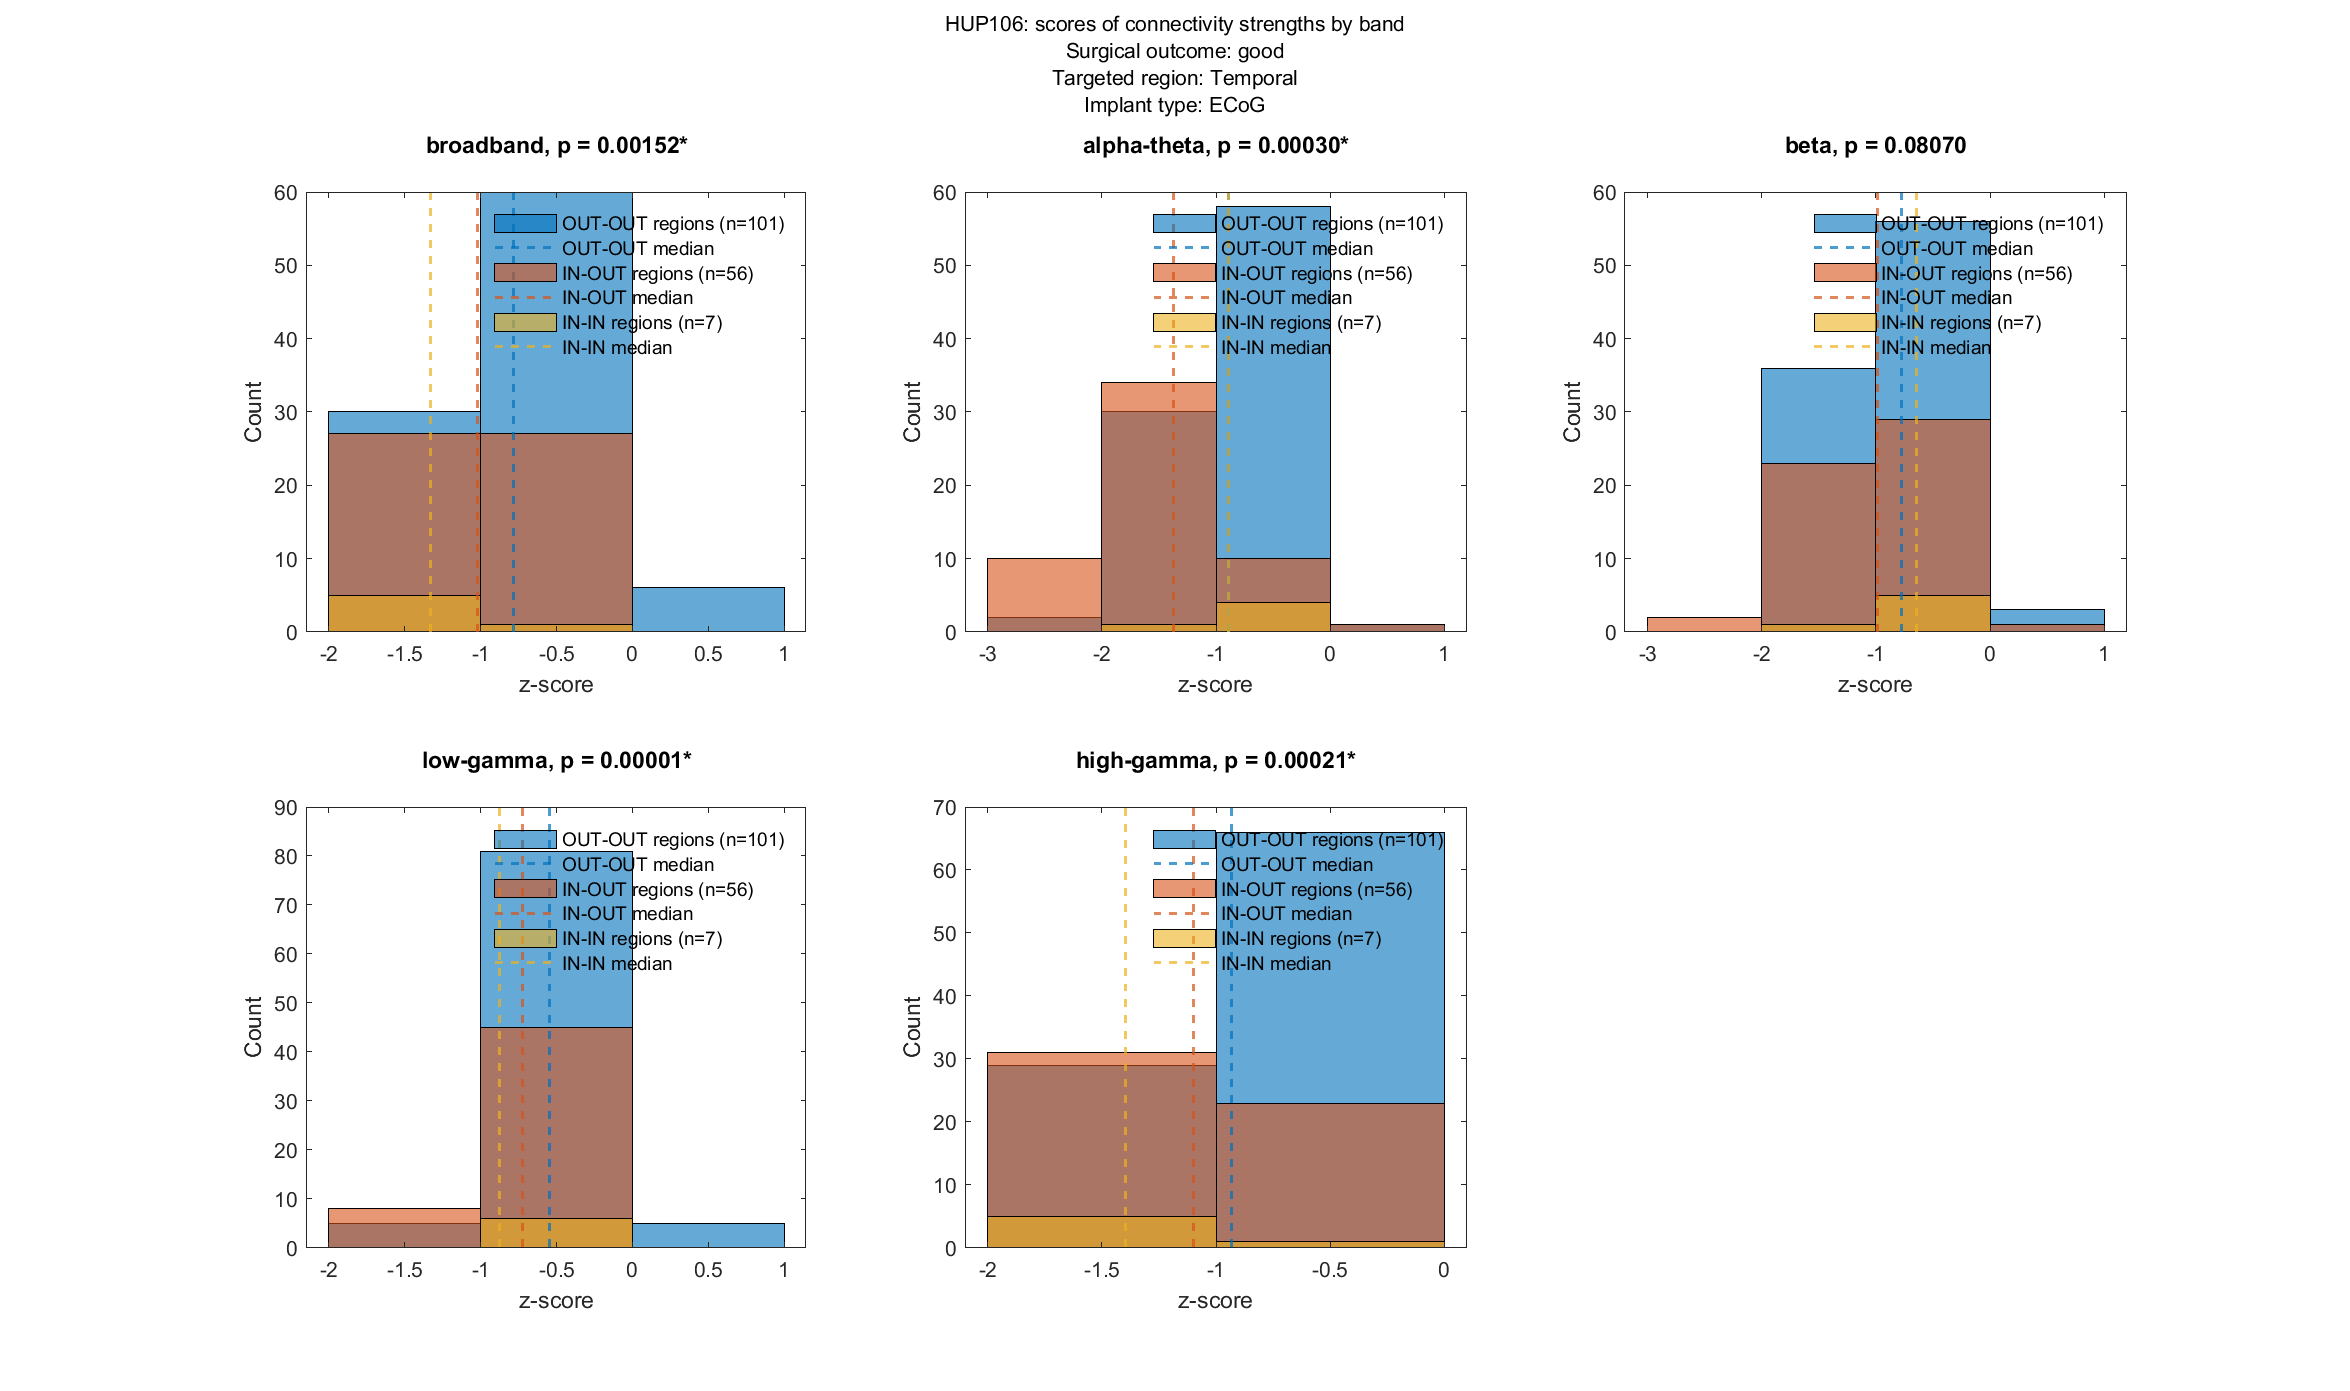 HUP106: scores of connectivity strengths by band
Surgical outcome: good
Targeted region: Temporal
Implant type: ECoG
broadband, p = 0.00152*
60
50
40
30
20
10
0
Count
OUT-OUT regions (n=101)
OUT-OUT median
IN-OUT regions (n=56)
IN-OUT median
IN-IN regions (n=7)
IN-IN median
-2 -1.5 -1 -0.5 0 0.5 1
z-score
alpha-theta, p = 0.00030*
60
50
40
30
20
10
0
Count
OUT-OUT regions (n=101)
OUT-OUT median
IN-OUT regions (n=56)
IN-OUT median
IN-IN regions (n=7)
IN-IN median
-3 -2 -1 0 1
z-score
beta, p = 0.08070
60
50
40
30
20
10
0
Count
OUT-OUT regions (n=101)
OUT-OUT median
IN-OUT regions (n=56)
IN-OUT median
IN-IN regions (n=7)
IN-IN median
-3 -2 -1 0 1
z-score
low-gamma, p = 0.00001*
90
80
70
60
50
40
30
20
10
0
Count
OUT-OUT regions (n=101)
OUT-OUT median
IN-OUT regions (n=56)
IN-OUT median
IN-IN regions (n=7)
IN-IN median
-2 -1.5 -1 -0.5 0 0.5 1
z-score
high-gamma, p = 0.00021*
70
60
50
40
30
20
10
0
Count
OUT-OUT regions (n=101)
OUT-OUT median
IN-OUT regions (n=56)
IN-OUT median
IN-IN regions (n=7)
IN-IN median
-2 -1.5 -1 -0.5 0
z-score